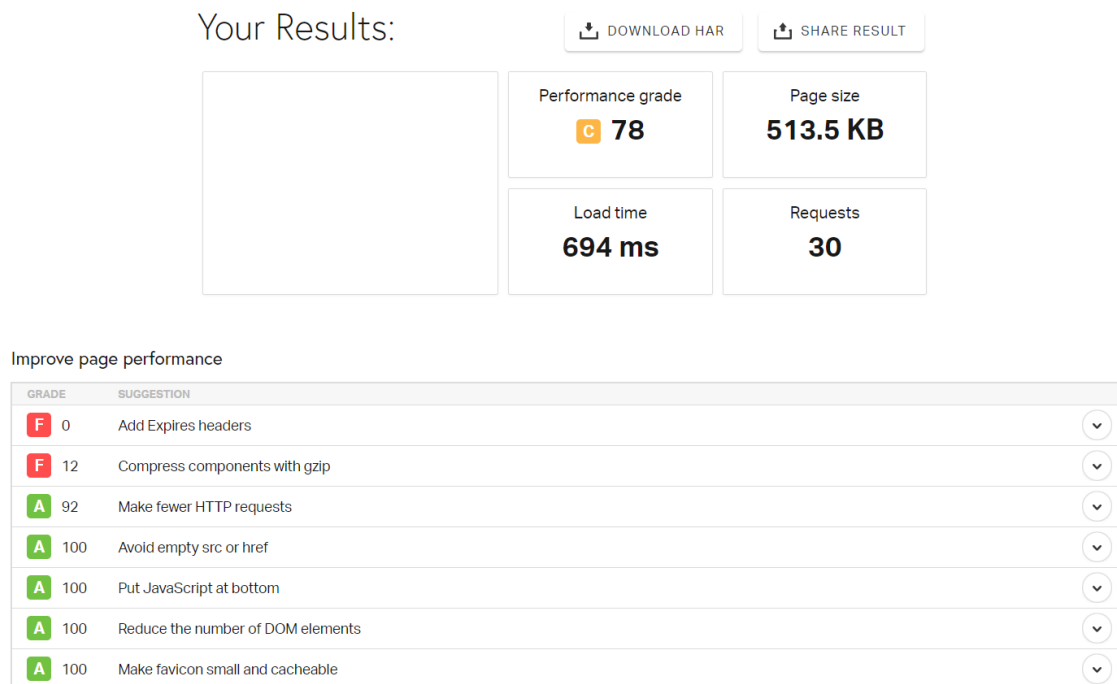 Your Results:
DOWNLOAD HAR
SHARE RESULT
Performance grade
C 78
Page size
513.5 KB
Load time
694 ms
Requests
30
Improve page performance
GRADE SUGGESTION
F 0 Add Expires headers
F 12 Compress components with gzip
A 92 Make fewer HTTP requests
A 100 Avoid empty src or href
A 100 Put JavaScript at bottom
A 100 Reduce the number of DOM elements
A 100 Make favicon small and cacheable